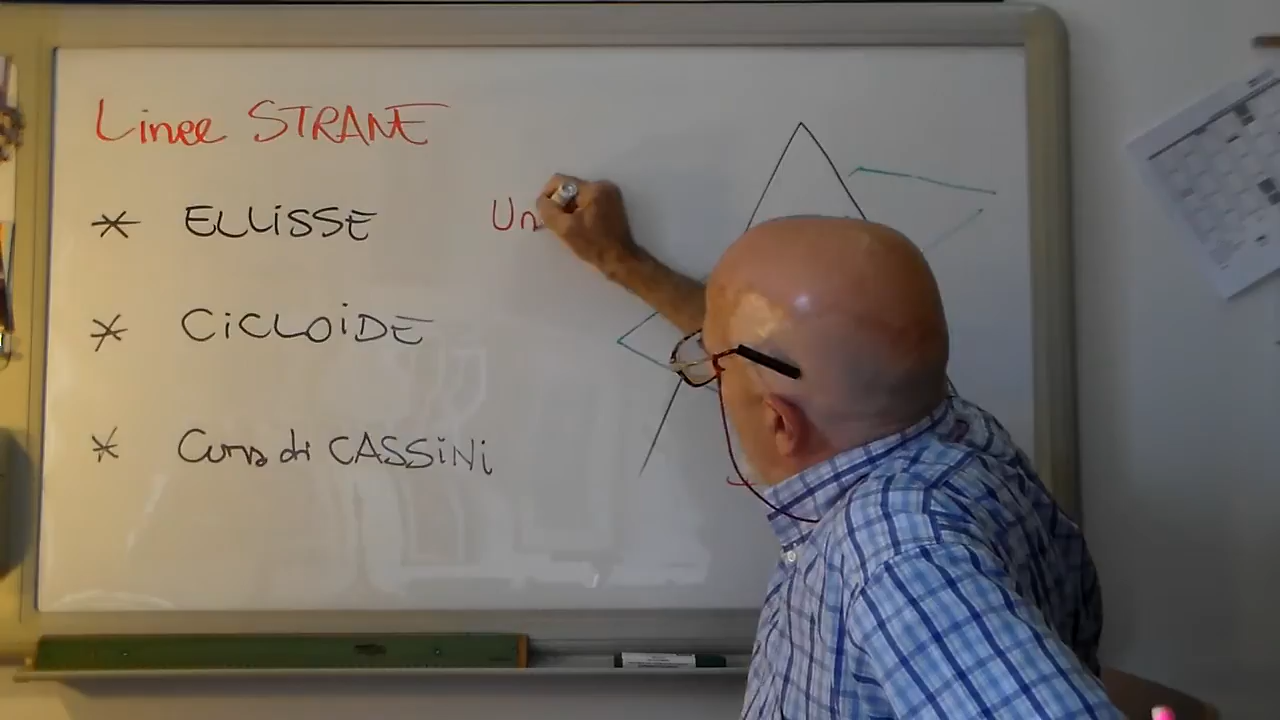 Linee STRANE
* ELLISSE Un
* CICLOIDE
* Curva di CASSINI